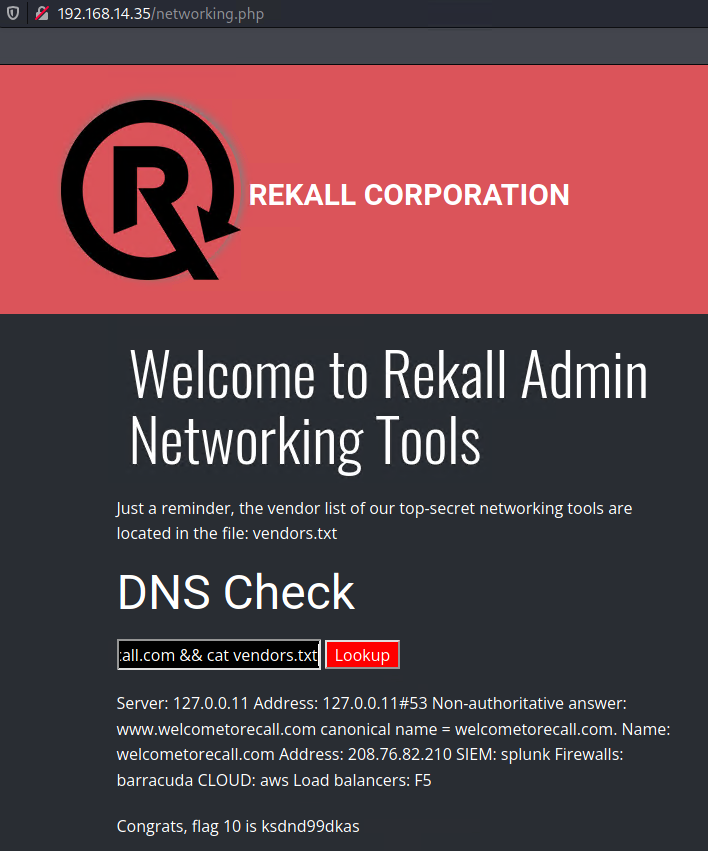 192.168.14.35/networking.php
R
REKALL CORPORATION
Welcome to Rekall Admin
Networking Tools
Just a reminder, the vendor list of our top-secret networking tools are
located in the file: vendors.txt
DNS Check
:all.com && cat vendors.txt Lookup
Server: 127.0.0.11 Address: 127.0.0.11#53 Non-authoritative answer:
www.welcometorecall.com canonical name = welcometorecall.com. Name:
welcometorecall.com Address: 208.76.82.210 SIEM: splunk Firewalls:
barracuda CLOUD: aws Load balancers: F5
Congrats, flag 10 is ksdnd99dkas